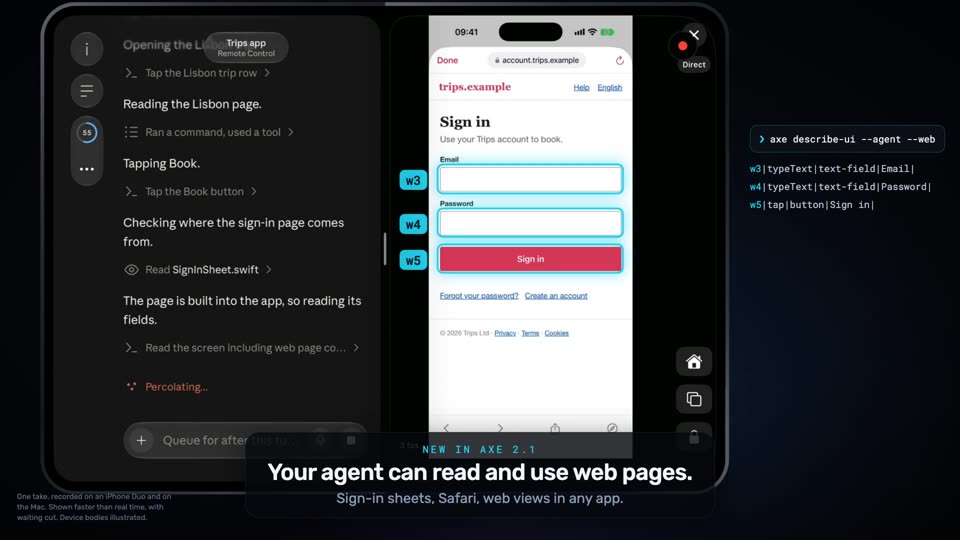 Opening the
Trips app
Remote Control
Tap the Lisbon trip row
Reading the Lisbon page.
Ran a command, used a tool
55
Tapping Book.
Tap the Book button
Checking where the sign-in page comes
from.
Read SignInSheet.swift
The page is built into the app, so reading its
fields.
Read the screen including web page co...
Percolating...
Queue for after this
09:41
Done
account.trips.example
trips.example
Help English
Sign in
Use your Trips account to book.
Email
w3
Password
w4
w5
Sign in
Forgot your password? Create an account
© 2026 Trips Ltd · Privacy · Terms · Cookies
Direct
> axe describe-ui --agent --web
w3|typeText|text-field|Email|
w4|typeText|text-field|Password|
w5|tap|button|Sign in|
NEW IN AXE 2.1
Your agent can read and use web pages.
Sign-in sheets, Safari, web views in any app.
One take, recorded on an iPhone Duo and on
the Mac. Shown faster than real time, with
waiting cut. Device bodies illustrated.